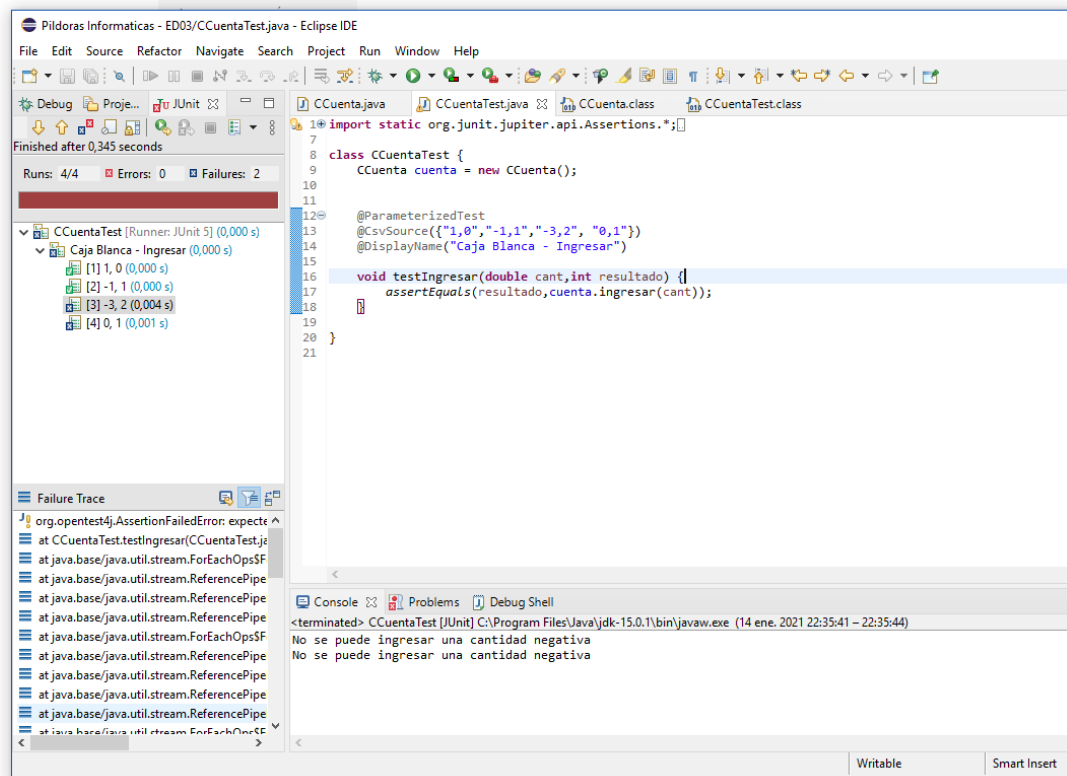 Pildoras Informaticas - ED03/CCuentaTest.java - Eclipse IDE
File Edit Source Refactor Navigate Search Project Run Window Help
Debug Proje... JUnit
Finished after 0,345 seconds
Runs: 4/4 Errors: 0 Failures: 2
CCuentaTest [Runner: JUnit 5] (0,000 s)
Caja Blanca - Ingresar (0,000 s)
[1] 1, 0 (0,000 s)
[2] -1, 1 (0,000 s)
[3] -3, 2 (0,004 s)
[4] 0, 1 (0,001 s)
Failure Trace
org.opentest4j.AssertionFailedError: expecte
at CCuentaTest.testIngresar(CCuentaTest.ja
at java.base/java.util.stream.ForEachOps$F
at java.base/java.util.stream.ReferencePipe
at java.base/java.util.stream.ReferencePipe
at java.base/java.util.stream.ReferencePipe
at java.base/java.util.stream.ForEachOps$F
at java.base/java.util.stream.ReferencePipe
at java.base/java.util.stream.ReferencePipe
at java.base/java.util.stream.ReferencePipe
at java.base/java.util.stream.ReferencePipe
at java.util.stream.ForEachOps$F
CCuenta.java CCuentaTest.java CCuenta.class CCuentaTest.class
1 import static org.junit.jupiter.api.Assertions.*;
7
8 class CCuentaTest {
9 CCuenta cuenta = new CCuenta();
10
11
12 @ParameterizedTest
13 @CsvSource({"1,0","-1,1","-3,2", "0,1"})
14 @DisplayName("Caja Blanca - Ingresar")
15
16 void testIngresar(double cant,int resultado) {
17 assertEquals(resultado,cuenta.ingresar(cant));
18 }
19
20 }
21
Console Problems Debug Shell
<terminated> CCuentaTest [JUnit] C:\Program Files\Java\jdk-15.0.1\bin\javaw.exe (14 ene. 2021 22:35:41 – 22:35:44)
No se puede ingresar una cantidad negativa
No se puede ingresar una cantidad negativa
Writable Smart Insert